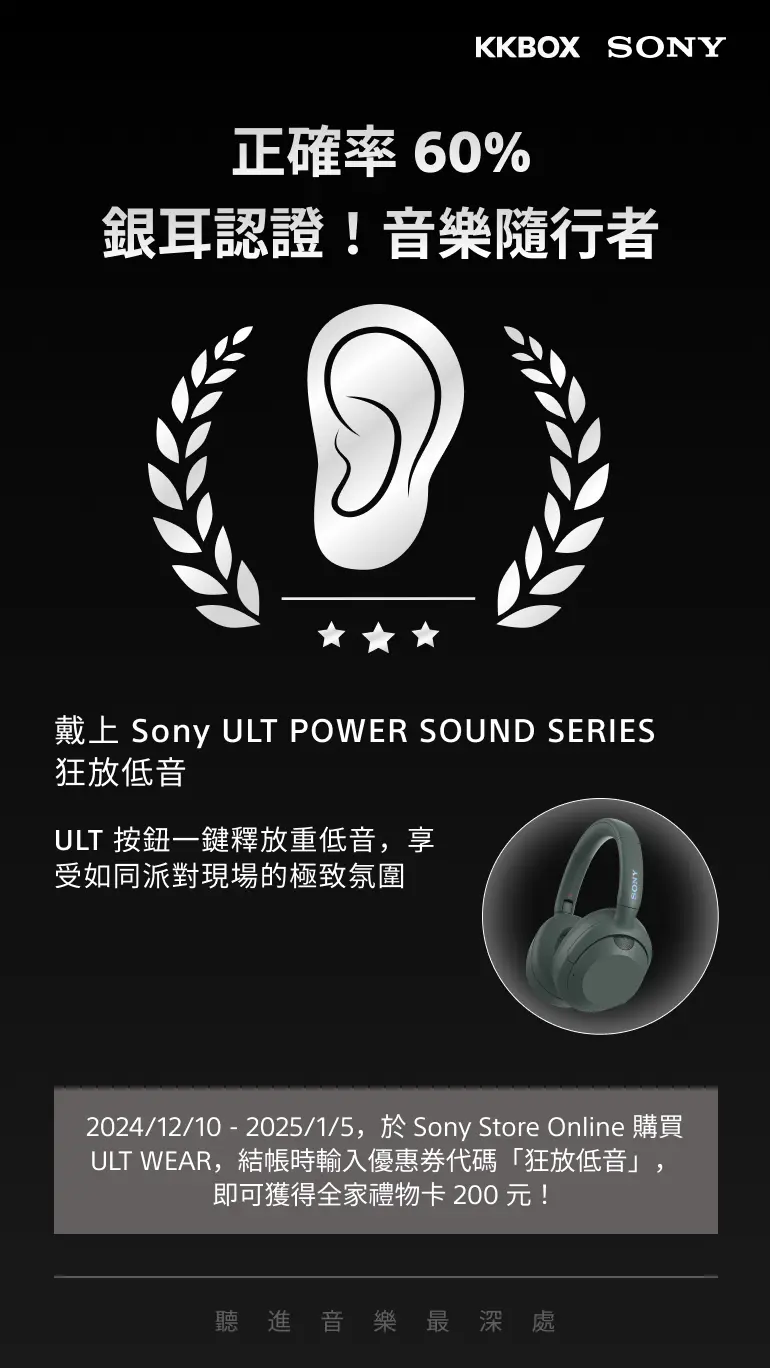 KKBOX SONY
正確率 60%
銀耳認證！音樂隨行者
戴上 Sony ULT POWER SOUND SERIES
狂放低音
ULT 按鈕一鍵釋放重低音，享
受如同派對現場的極致氛圍
SONY
2024/12/10 - 2025/1/5，於 Sony Store Online 購買
ULT WEAR，結帳時輸入優惠券代碼「狂放低音」，
即可獲得全家禮物卡 200 元！
聽進音樂最深處